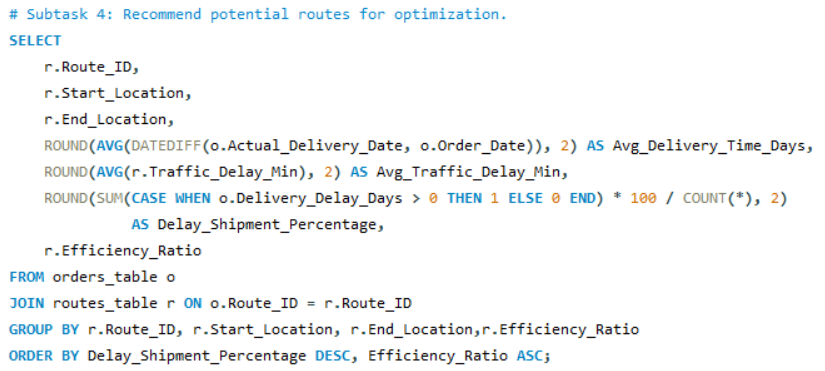 # Subtask 4: Recommend potential routes for optimization.
SELECT
    r.Route_ID,
    r.Start_Location,
    r.End_Location,
    ROUND(AVG(DATEDIFF(o.Actual_Delivery_Date, o.Order_Date)), 2) AS Avg_Delivery_Time_Days,
    ROUND(AVG(r.Traffic_Delay_Min), 2) AS Avg_Traffic_Delay_Min,
    ROUND(SUM(CASE WHEN o.Delivery_Delay_Days > 0 THEN 1 ELSE 0 END) * 100 / COUNT(*), 2)
              AS Delay_Shipment_Percentage,
    r.Efficiency_Ratio
FROM orders_table o
JOIN routes_table r ON o.Route_ID = r.Route_ID
GROUP BY r.Route_ID, r.Start_Location, r.End_Location,r.Efficiency_Ratio
ORDER BY Delay_Shipment_Percentage DESC, Efficiency_Ratio ASC;